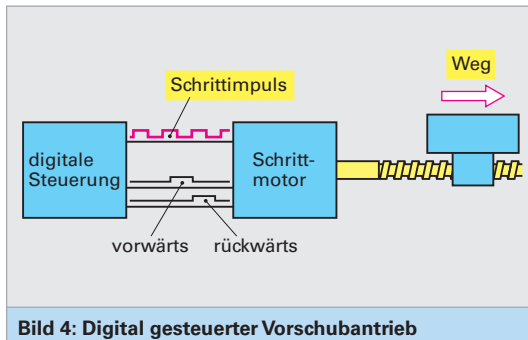 Weg
Schrittimpuls
digitale
Steuerung
Schritt-
motor
vorwärts rückwärts
Bild 4: Digital gesteuerter Vorschubantrieb